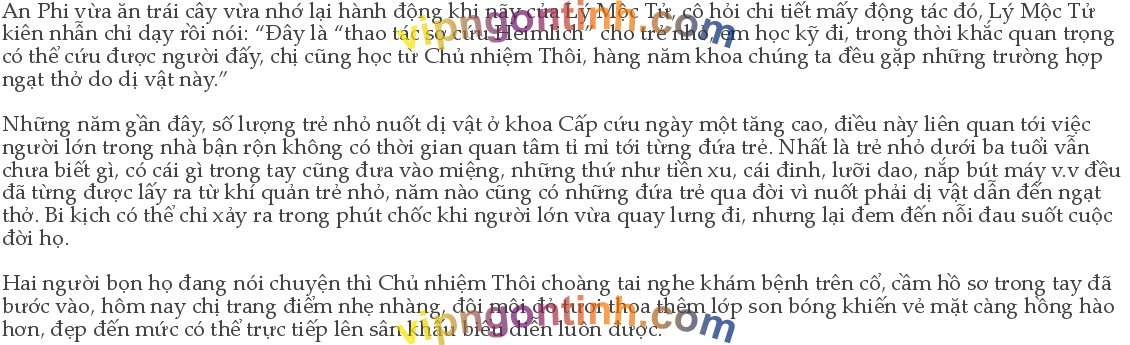 An Phi vừa ăn trái cây vừa nhớ lại hành động khi nãy của Lý Mộc Tử, cô hỏi chi tiết mấy động tác đó, Lý Mộc Tử
kiên nhẫn chỉ dạy rồi nói: “Đây là “thao tác sơ cứu Heimlich” cho trẻ nhỏ, em học kỹ đi, trong thời khắc quan trọng
có thể cứu được người đấy, chị cũng học từ Chủ nhiệm Thôi, hàng năm khoa chúng ta đều gặp những trường hợp
ngạt thở do dị vật này.”
Những năm gần đây, số lượng trẻ nhỏ nuốt dị vật ở khoa Cấp cứu ngày một tăng cao, điều này liên quan tới việc
người lớn trong nhà bận rộn không có thời gian quan tâm tỉ mỉ tới từng đứa trẻ. Nhất là trẻ nhỏ dưới ba tuổi vẫn
chưa biết gì, có cái gì trong tay cũng đưa vào miệng, những thứ như tiền xu, cái đinh, lưỡi dao, nắp bút máy v.v đều
đã từng được lấy ra từ khí quản trẻ nhỏ, năm nào cũng có những đứa trẻ qua đời vì nuốt phải dị vật dẫn đến ngạt
thở. Bi kịch có thể chỉ xảy ra trong phút chốc khi người lớn vừa quay lưng đi, nhưng lại đem đến nỗi đau suốt cuộc
đời họ.
Hai người bọn họ đang nói chuyện thì Chủ nhiệm Thôi choàng tai nghe khám bệnh trên cổ, cầm hồ sơ trong tay đã
bước vào, hôm nay chị trang điểm nhẹ nhàng, đôi môi đỏ tươi thoa thêm lớp son bóng khiến vẻ mặt càng hồng hào
hơn, đẹp đến mức có thể trực tiếp lên sân khấu biểu diễn luôn được.
vipngontinh.com
vipngontinh.com